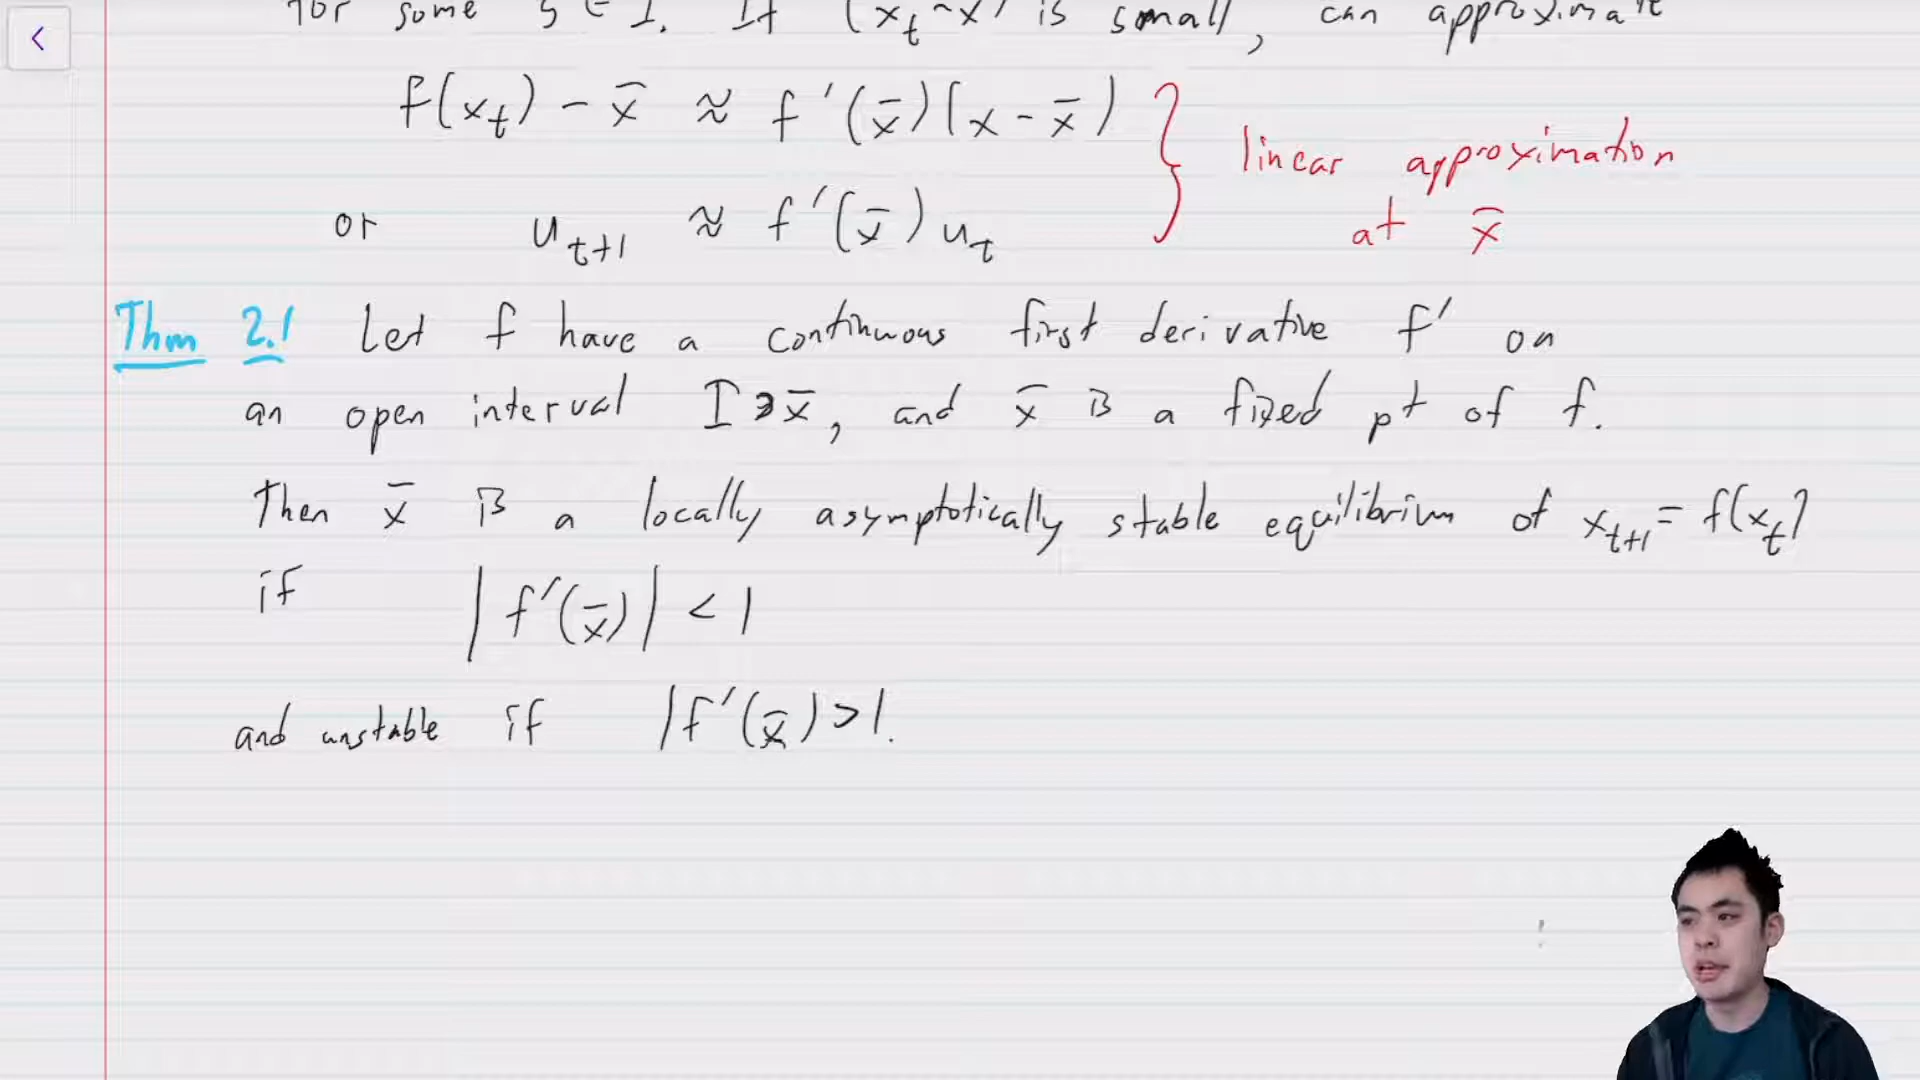 for some ξ ∈ I. If (x_t - x̄) is small, can approximate
f(x_t) - x̄ ≈ f'(x̄)(x - x̄)
linear approximation
at x̄
or u_{t+1} ≈ f'(x̄) u_t
Thm 2.1 Let f have a continuous first derivative f' on
an open interval I ∋ x̄, and x̄ is a fixed pt of f.
Then x̄ is a locally asymptotically stable equilibrium of x_{t+1} = f(x_t)
if |f'(x̄)| < 1
and unstable if |f'(x̄)>1.